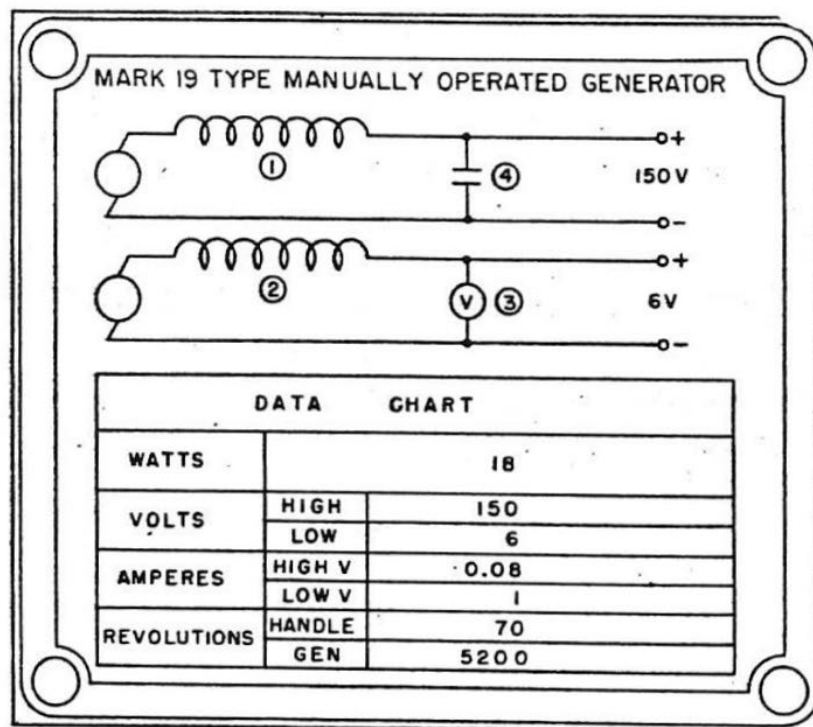 MARK 19 TYPE MANUALLY OPERATED GENERATOR
①
④
+
150 V
-
②
V ③
+
6V
-
DATA CHART
WATTS 18
VOLTS HIGH 150
LOW 6
AMPERES HIGH V 0.08
LOW V 1
REVOLUTIONS HANDLE 70
GEN 5200